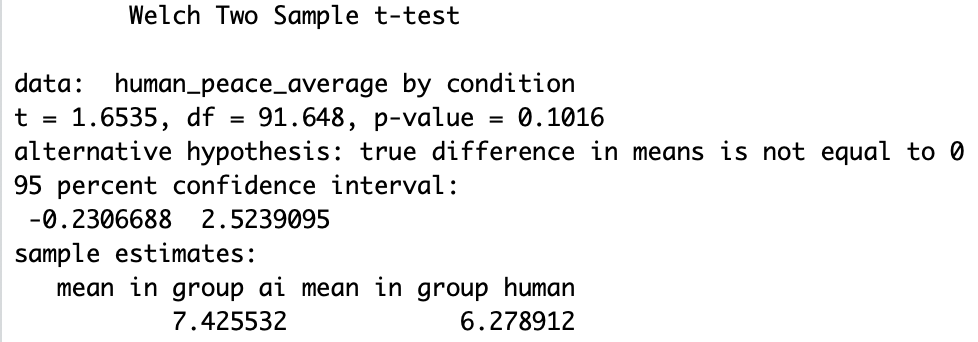 Welch Two Sample t-test
data:  human_peace_average by condition
t = 1.6535, df = 91.648, p-value = 0.1016
alternative hypothesis: true difference in means is not equal to 0
95 percent confidence interval:
-0.2306688  2.5239095
sample estimates:
mean in group ai mean in group human
7.425532            6.278912